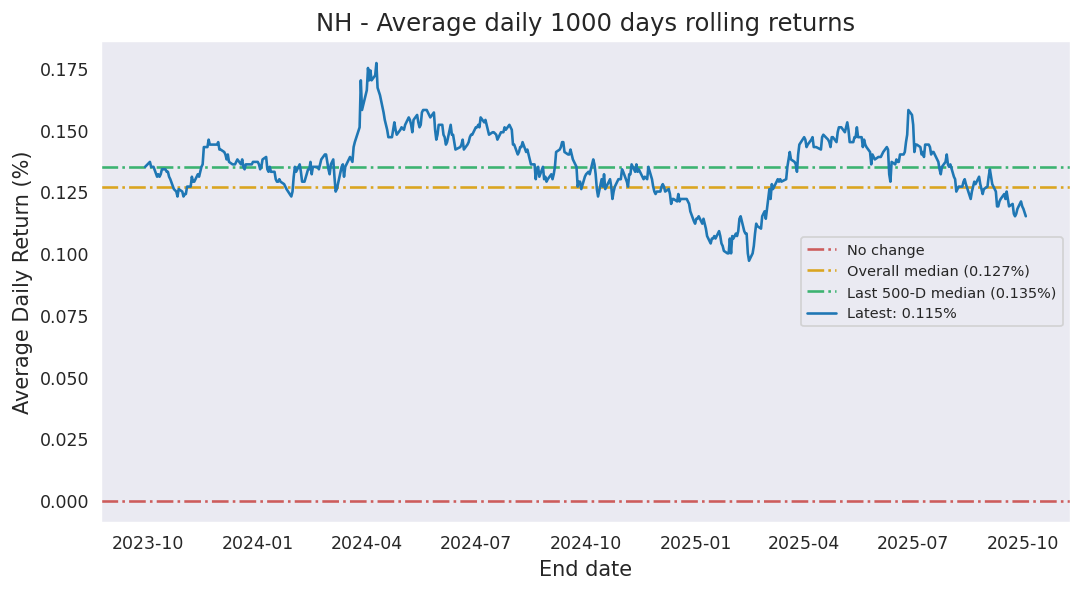 NH - Average daily 1000 days rolling returns
Average Daily Return (%)
0.175
0.150
0.125
0.100
0.075
0.050
0.025
0.000
No change
Overall median (0.127%)
Last 500-D median (0.135%)
Latest: 0.115%
2023-10 2024-01 2024-04 2024-07 2024-10 2025-01 2025-04 2025-07 2025-10
End date